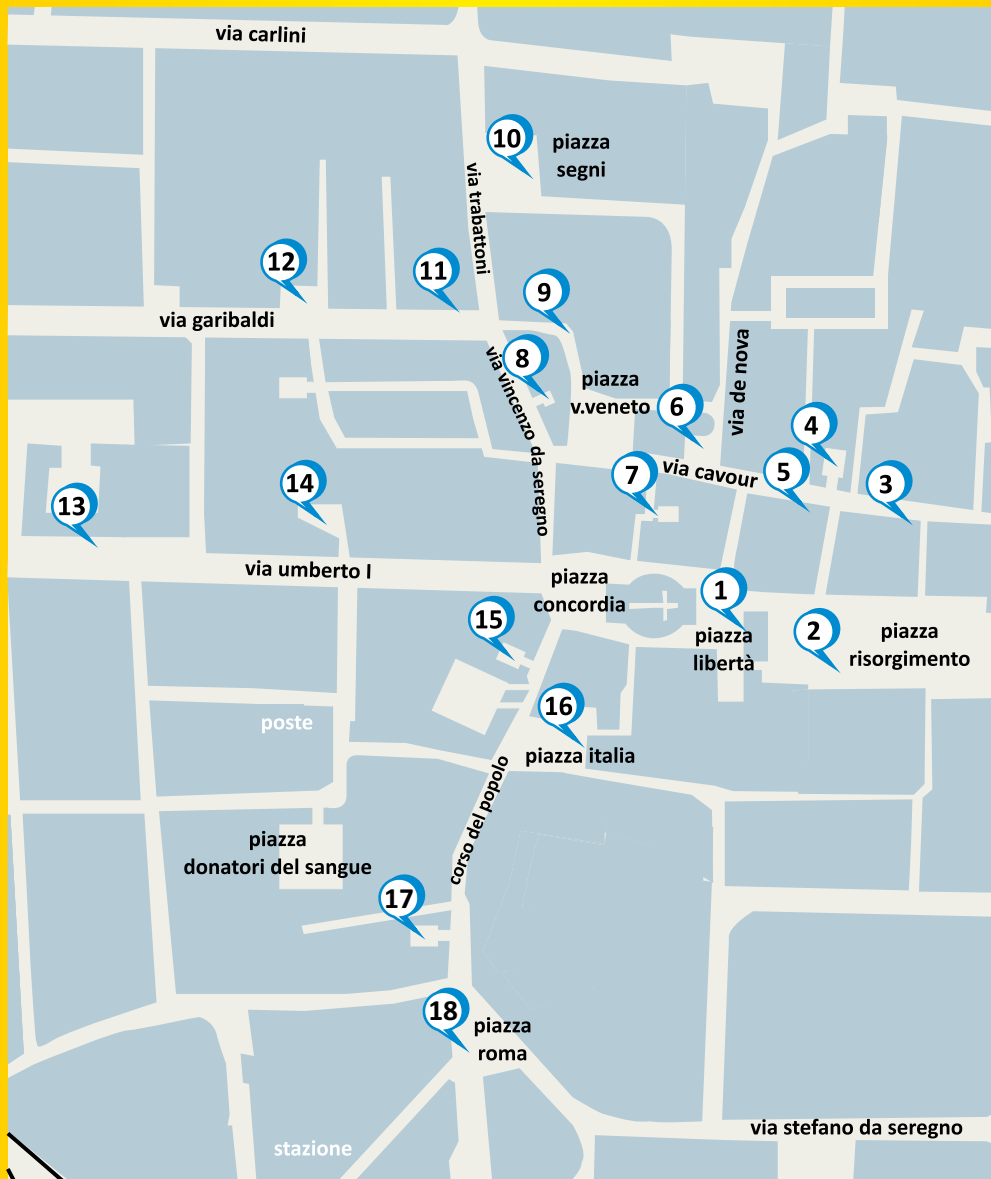 via carlini
10
piazza
segni
via trabattoni
12
11
9
via garibaldi
8
via vincenzo da seregno
piazza
v.veneto
6
via de nova
4
7
via cavour
5
3
13
14
via umberto I
piazza
concordia
1
piazza
libertà
2
piazza
risorgimento
15
16
poste
piazza italia
corso del popolo
piazza
donatori del sangue
17
18
piazza
roma
via stefano da seregno
stazione